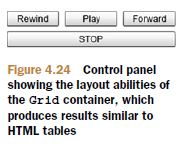 Rewind Play Forward
STOP
Figure 4.24 Control panel
showing the layout abilities of
the Grid container, which
produces results similar to
HTML tables